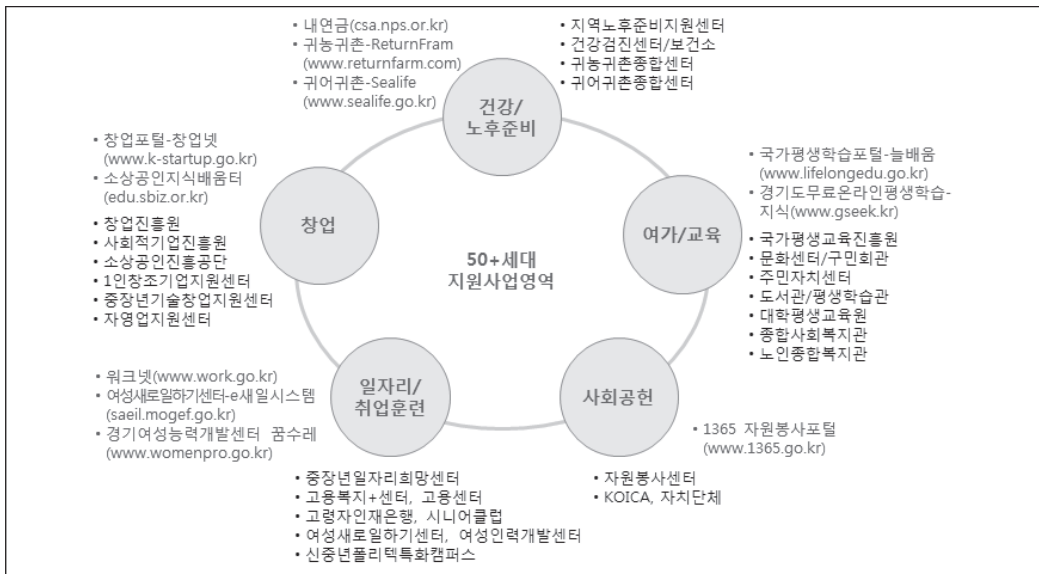 • 내연금(csa.nps.or.kr)
• 귀농귀촌-ReturnFram
(www.returnfarm.com)
• 귀어귀촌-Sealife
(www.sealife.go.kr)
• 지역노후준비지원센터
• 건강검진센터/보건소
• 귀농귀촌종합센터
• 귀어귀촌종합센터
건강/
노후준비
• 창업포털-창업넷
(www.k-startup.go.kr)
• 소상공인지식배움터
(edu.sbiz.or.kr)
• 창업진흥원
• 사회적기업진흥원
• 소상공인진흥공단
• 1인창조기업지원센터
• 중장년기술창업지원센터
• 자영업지원센터
창업
50+세대
지원사업영역
여가/교육
• 국가평생학습포털-늘배움
(www.lifelongedu.go.kr)
• 경기도무료온라인평생학습-
지식(www.gseek.kr)
• 국가평생교육진흥원
• 문화센터/구민회관
• 주민자치센터
• 도서관/평생학습관
• 대학평생교육원
• 종합사회복지관
• 노인종합복지관
• 워크넷(www.work.go.kr)
• 여성새로일하기센터-e새일시스템
(saeil.mogef.go.kr)
• 경기여성능력개발센터 꿈수레
(www.womenpro.go.kr)
일자리/
취업훈련
• 중장년일자리희망센터
• 고용복지+센터, 고용센터
• 고령자인재은행, 시니어클럽
• 여성새로일하기센터, 여성인력개발센터
• 신중년폴리텍특화캠퍼스
사회공헌
• 1365 자원봉사포털
(www.1365.go.kr)
• 자원봉사센터
• KOICA, 자치단체